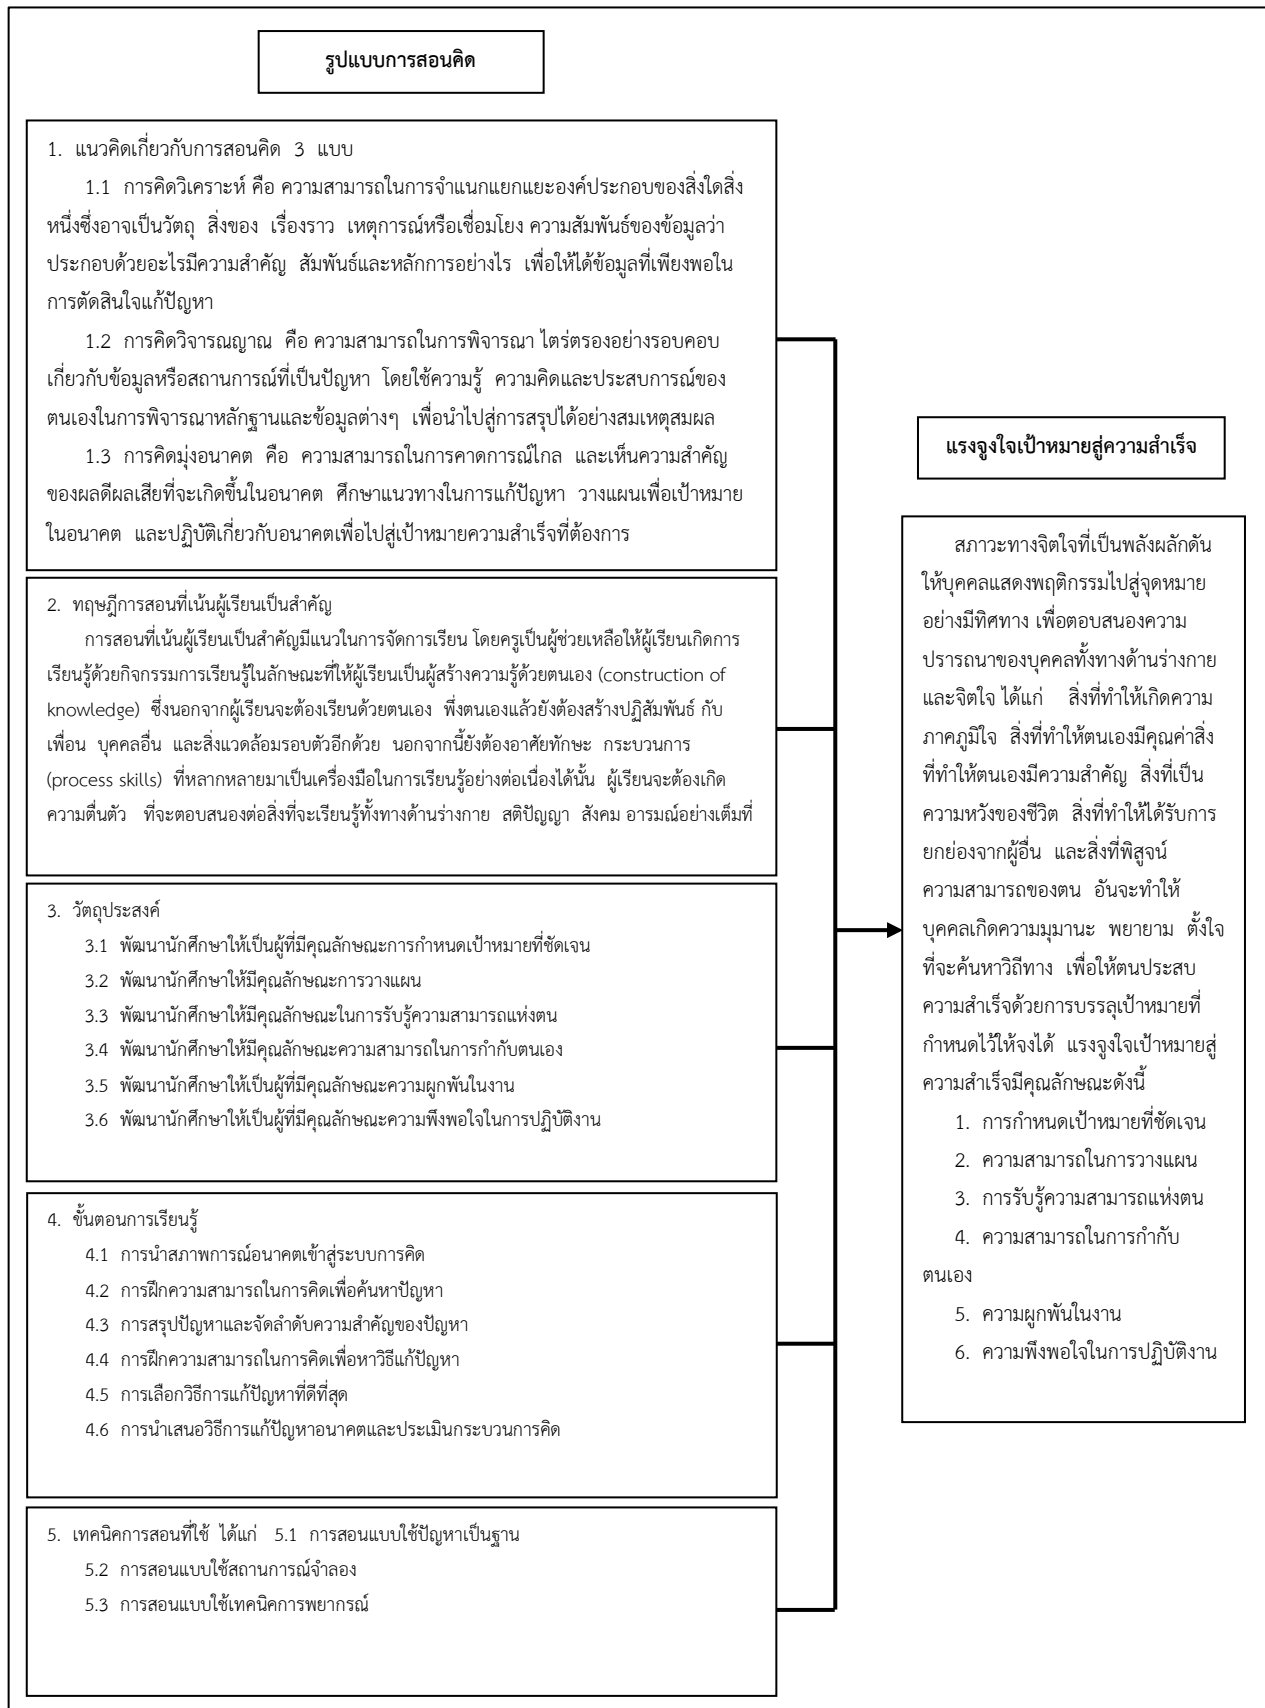 รูปแบบการสอนคิด
1. แนวคิดเกี่ยวกับการสอนคิด 3 แบบ
1.1 การคิดวิเคราะห์ คือ ความสามารถในการจำแนกแยกแยะองค์ประกอบของสิ่งใดสิ่ง
หนึ่งซึ่งอาจเป็นวัตถุ สิ่งของ เรื่องราว เหตุการณ์หรือเชื่อมโยง ความสัมพันธ์ของข้อมูลว่า
ประกอบด้วยอะไรมีความสำคัญ สัมพันธ์และหลักการอย่างไร เพื่อให้ได้ข้อมูลที่เพียงพอใน
การตัดสินใจแก้ปัญหา
1.2 การคิดวิจารณญาณ คือ ความสามารถในการพิจารณา ไตร่ตรองอย่างรอบคอบ
เกี่ยวกับข้อมูลหรือสถานการณ์ที่เป็นปัญหา โดยใช้ความรู้ ความคิดและประสบการณ์ของ
ตนเองในการพิจารณาหลักฐานและข้อมูลต่างๆ เพื่อนำไปสู่การสรุปได้อย่างสมเหตุสมผล
1.3 การคิดมุ่งอนาคต คือ ความสามารถในการคาดการณ์ไกล และเห็นความสำคัญ
ของผลดีผลเสียที่จะเกิดขึ้นในอนาคต ศึกษาแนวทางในการแก้ปัญหา วางแผนเพื่อเป้าหมาย
ในอนาคต และปฏิบัติเกี่ยวกับอนาคตเพื่อไปสู่เป้าหมายความสำเร็จที่ต้องการ
2. ทฤษฎีการสอนที่เน้นผู้เรียนเป็นสำคัญ
การสอนที่เน้นผู้เรียนเป็นสำคัญมีแนวในการจัดการเรียน โดยครูเป็นผู้ช่วยเหลือให้ผู้เรียนเกิดการ
เรียนรู้ด้วยกิจกรรมการเรียนรู้ในลักษณะที่ให้ผู้เรียนเป็นผู้สร้างความรู้ด้วยตนเอง (construction of
knowledge) ซึ่งนอกจากผู้เรียนจะต้องเรียนด้วยตนเอง พึ่งตนเองแล้วยังต้องสร้างปฏิสัมพันธ์ กับ
เพื่อน บุคคลอื่น และสิ่งแวดล้อมรอบตัวอีกด้วย นอกจากนี้ยังต้องอาศัยทักษะ กระบวนการ
(process skills) ที่หลากหลายมาเป็นเครื่องมือในการเรียนรู้อย่างต่อเนื่องได้นั้น ผู้เรียนจะต้องเกิด
ความตื่นตัว ที่จะตอบสนองต่อสิ่งที่จะเรียนรู้ทั้งทางด้านร่างกาย สติปัญญา สังคม อารมณ์อย่างเต็มที่
3. วัตถุประสงค์
3.1 พัฒนานักศึกษาให้เป็นผู้ที่มีคุณลักษณะการกำหนดเป้าหมายที่ชัดเจน
3.2 พัฒนานักศึกษาให้มีคุณลักษณะการวางแผน
3.3 พัฒนานักศึกษาให้มีคุณลักษณะในการรับรู้ความสามารถแห่งตน
3.4 พัฒนานักศึกษาให้มีคุณลักษณะความสามารถในการกำกับตนเอง
3.5 พัฒนานักศึกษาให้เป็นผู้ที่มีคุณลักษณะความผูกพันในงาน
3.6 พัฒนานักศึกษาให้เป็นผู้ที่มีคุณลักษณะความพึงพอใจในการปฏิบัติงาน
4. ขั้นตอนการเรียนรู้
4.1 การนำสภาพการณ์อนาคตเข้าสู่ระบบการคิด
4.2 การฝึกความสามารถในการคิดเพื่อค้นหาปัญหา
4.3 การสรุปปัญหาและจัดลำดับความสำคัญของปัญหา
4.4 การฝึกความสามารถในการคิดเพื่อหาวิธีแก้ปัญหา
4.5 การเลือกวิธีการแก้ปัญหาที่ดีที่สุด
4.6 การนำเสนอวิธีการแก้ปัญหาอนาคตและประเมินกระบวนการคิด
5. เทคนิคการสอนที่ใช้ ได้แก่ 5.1 การสอนแบบใช้ปัญหาเป็นฐาน
5.2 การสอนแบบใช้สถานการณ์จำลอง
5.3 การสอนแบบใช้เทคนิคการพยากรณ์
แรงจูงใจเป้าหมายสู่ความสำเร็จ
สภาวะทางจิตใจที่เป็นพลังผลักดัน
ให้บุคคลแสดงพฤติกรรมไปสู่จุดหมาย
อย่างมีทิศทาง เพื่อตอบสนองความ
ปรารถนาของบุคคลทั้งทางด้านร่างกาย
และจิตใจ ได้แก่ สิ่งที่ทำให้เกิดความ
ภาคภูมิใจ สิ่งที่ทำให้ตนเองมีคุณค่าสิ่ง
ที่ทำให้ตนเองมีความสำคัญ สิ่งที่เป็น
ความหวังของชีวิต สิ่งที่ทำให้ได้รับการ
ยกย่องจากผู้อื่น และสิ่งที่พิสูจน์
ความสามารถของตน อันจะทำให้
บุคคลเกิดความมุมานะ พยายาม ตั้งใจ
ที่จะค้นหาวิถีทาง เพื่อให้ตนประสบ
ความสำเร็จด้วยการบรรลุเป้าหมายที่
กำหนดไว้ให้จงได้ แรงจูงใจเป้าหมายสู่
ความสำเร็จมีคุณลักษณะดังนี้
1. การกำหนดเป้าหมายที่ชัดเจน
2. ความสามารถในการวางแผน
3. การรับรู้ความสามารถแห่งตน
4. ความสามารถในการกำกับ
ตนเอง
5. ความผูกพันในงาน
6. ความพึงพอใจในการปฏิบัติงาน